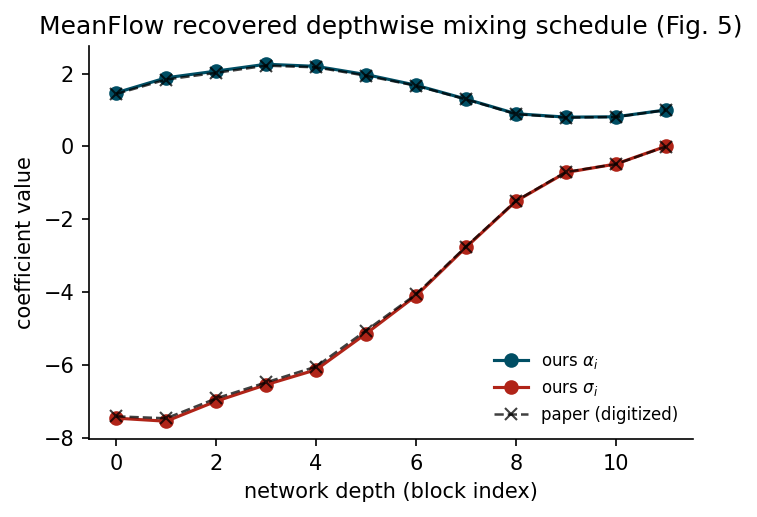 MeanFlow recovered depthwise mixing schedule (Fig. 5)
coefficient value
2
0
−2
−4
−6
−8
ours αᵢ
ours σᵢ
paper (digitized)
0 2 4 6 8 10
network depth (block index)